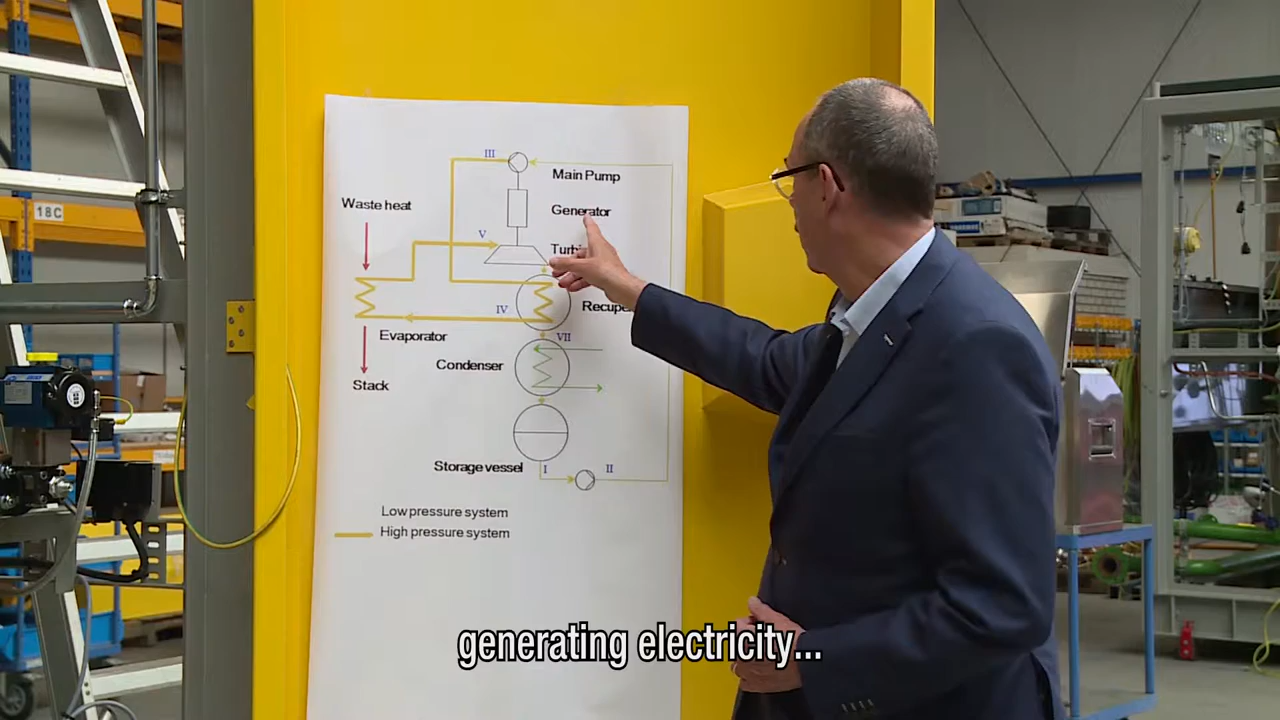 18C
III
Main Pump
Waste heat
Generator
V
IV
Evaporator
VII
Condenser
Stack
Storage vessel
I
II
Low pressure system
High pressure system
generating electricity...